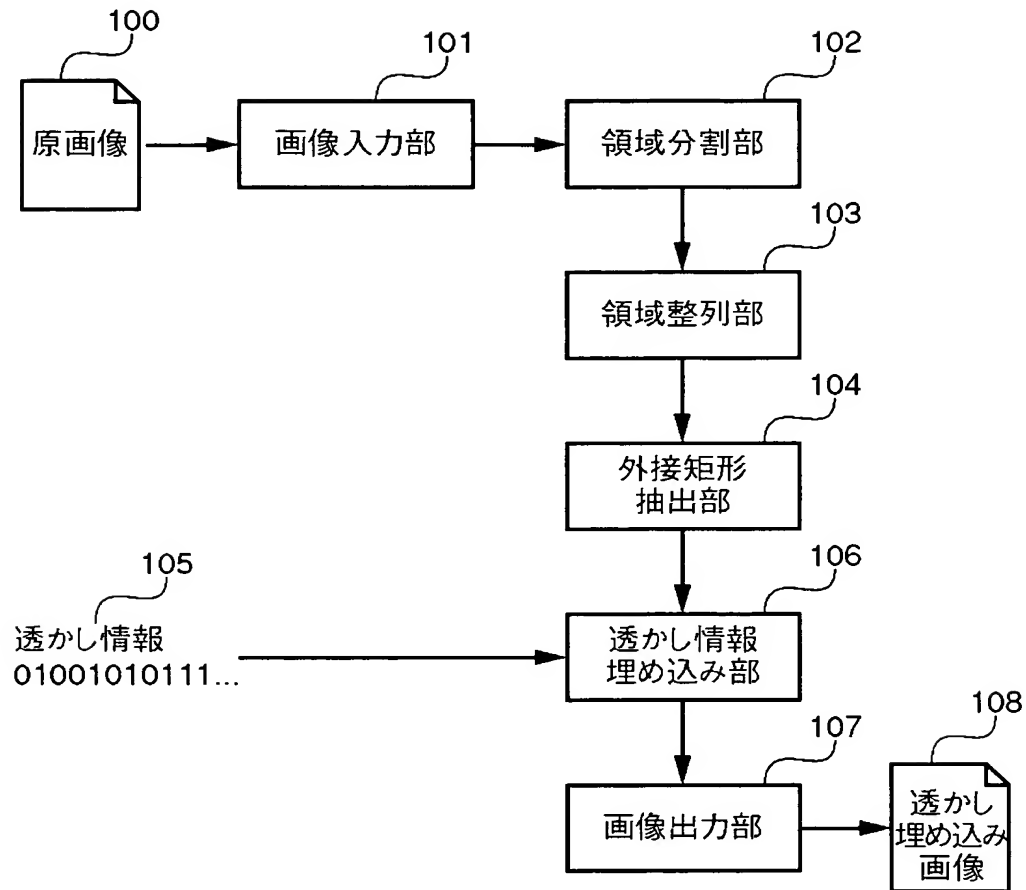 100
101
102
原画像
画像入力部
領域分割部
103
領域整列部
104
外接矩形
抽出部
105
106
透かし情報
01001010111...
透かし情報
埋め込み部
107
108
画像出力部
透かし
埋め込み
画像